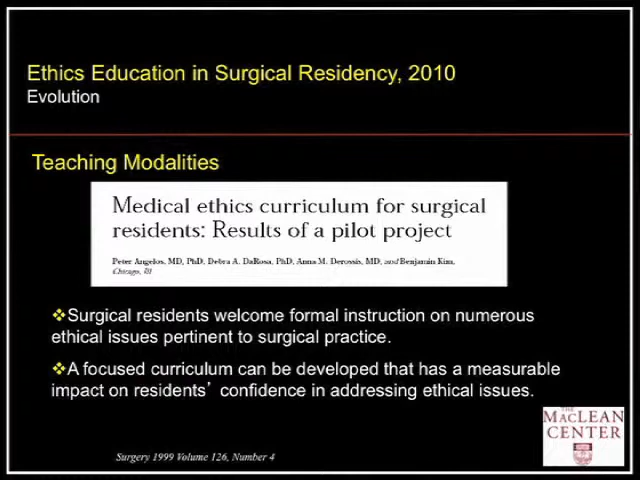 Ethics Education in Surgical Residency, 2010
Evolution
Teaching Modalities
Medical ethics curriculum for surgical
residents: Results of a pilot project
Peter Angelos, MD, PhD, Debra A. DaRosa, PhD, Anna M. Derossis, MD, and Benjamin Kim,
Chicago, Ill
❖Surgical residents welcome formal instruction on numerous
ethical issues pertinent to surgical practice.
❖A focused curriculum can be developed that has a measurable
impact on residents’ confidence in addressing ethical issues.
THE
MACLEAN
CENTER
Surgery 1999 Volume 126, Number 4